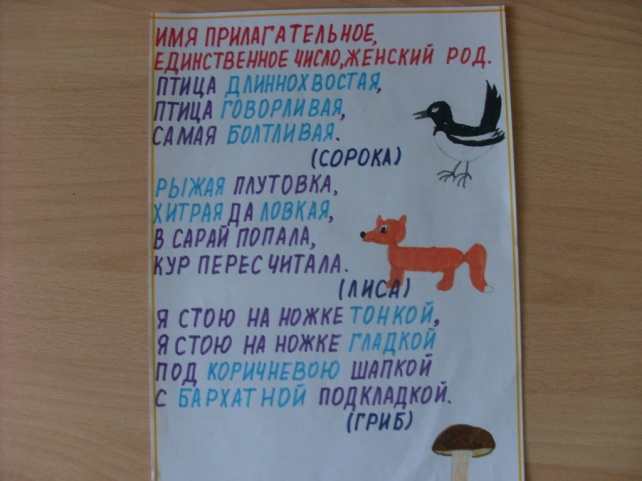 ИМЯ ПРИЛАГАТЕЛЬНОЕ,
ЕДИНСТВЕННОЕ ЧИСЛО, ЖЕНСКИЙ РОД.
ПТИЦА ДЛИННОХВОСТАЯ,
ПТИЦА ГОВОРЛИВАЯ,
САМАЯ БОЛТЛИВАЯ.
(СОРОКА)
РЫЖАЯ ПЛУТОВКА,
ХИТРАЯ ДА ЛОВКАЯ,
В САРАЙ ПОПАЛА,
КУР ПЕРЕСЧИТАЛА.
(ЛИСА)
Я СТОЮ НА НОЖКЕ ТОНКОЙ,
Я СТОЮ НА НОЖКЕ ГЛАДКОЙ
ПОД КОРИЧНЕВОЮ ШАПКОЙ
С БАРХАТНОЙ ПОДКЛАДКОЙ.
(ГРИБ)